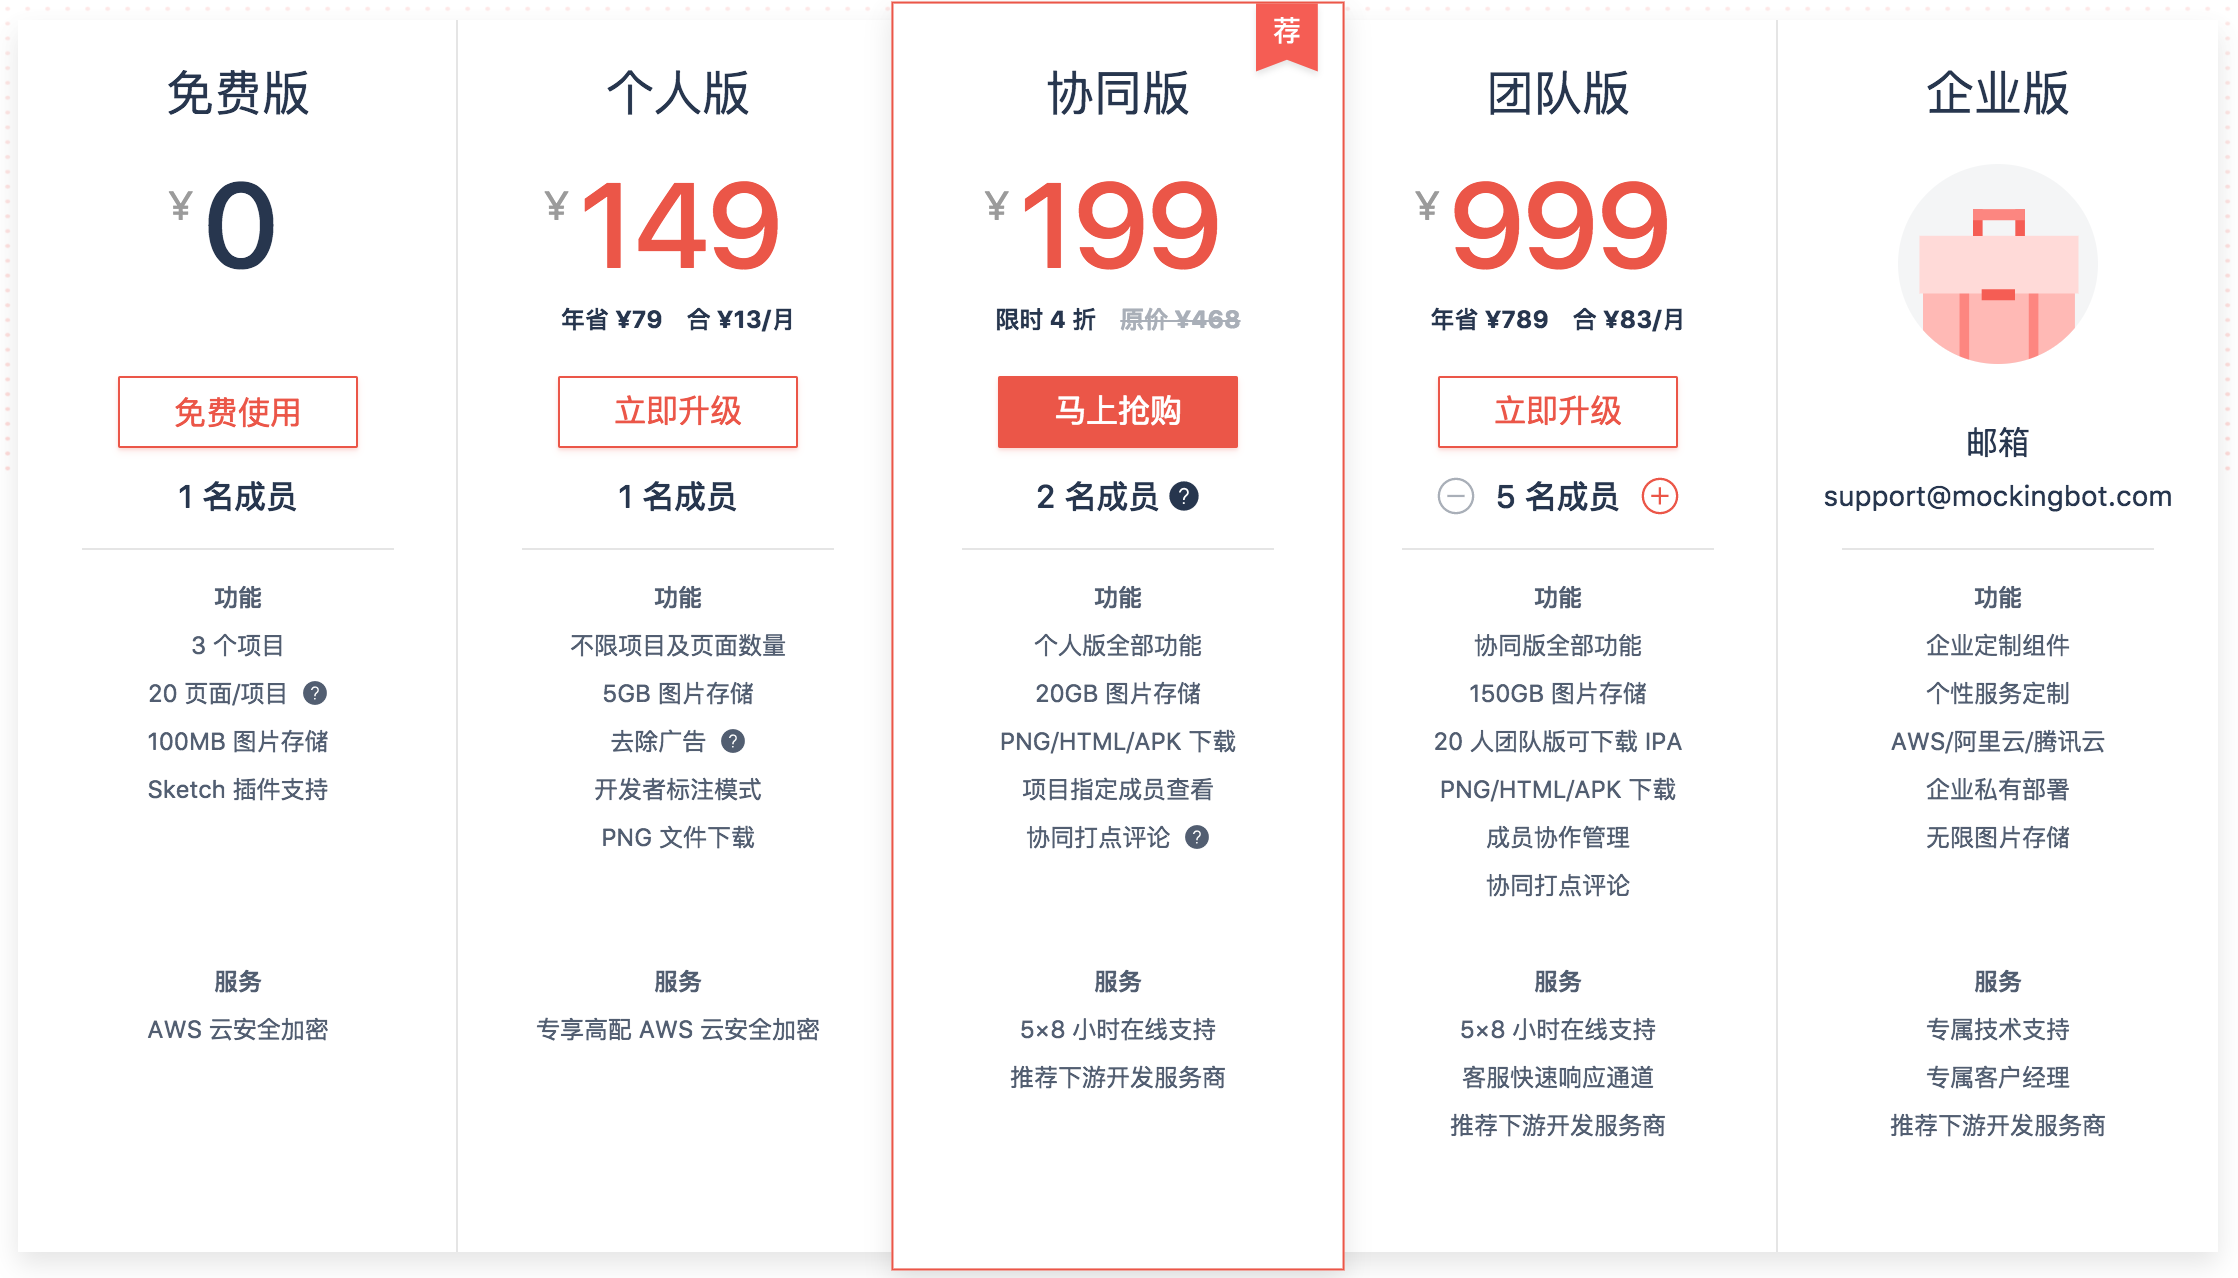 免费版
¥ 0
免费使用
1 名成员
功能
3 个项目
20 页面/项目 ?
100MB 图片存储
Sketch 插件支持
服务
AWS 云安全加密
个人版
¥ 149
年省 ¥79 合 ¥13/月
立即升级
1 名成员
功能
不限项目及页面数量
5GB 图片存储
去除广告 ?
开发者标注模式
PNG 文件下载
服务
专享高配 AWS 云安全加密
荐
协同版
¥ 199
限时 4 折 原价 ¥468
马上抢购
2 名成员 ?
功能
个人版全部功能
20GB 图片存储
PNG/HTML/APK 下载
项目指定成员查看
协同打点评论 ?
服务
5×8 小时在线支持
推荐下游开发服务商
团队版
¥ 999
年省 ¥789 合 ¥83/月
立即升级
5 名成员
功能
协同版全部功能
150GB 图片存储
20 人团队版可下载 IPA
PNG/HTML/APK 下载
成员协作管理
协同打点评论
服务
5×8 小时在线支持
客服快速响应通道
推荐下游开发服务商
企业版
邮箱
support@mockingbot.com
功能
企业定制组件
个性服务定制
AWS/阿里云/腾讯云
企业私有部署
无限图片存储
服务
专属技术支持
专属客户经理
推荐下游开发服务商